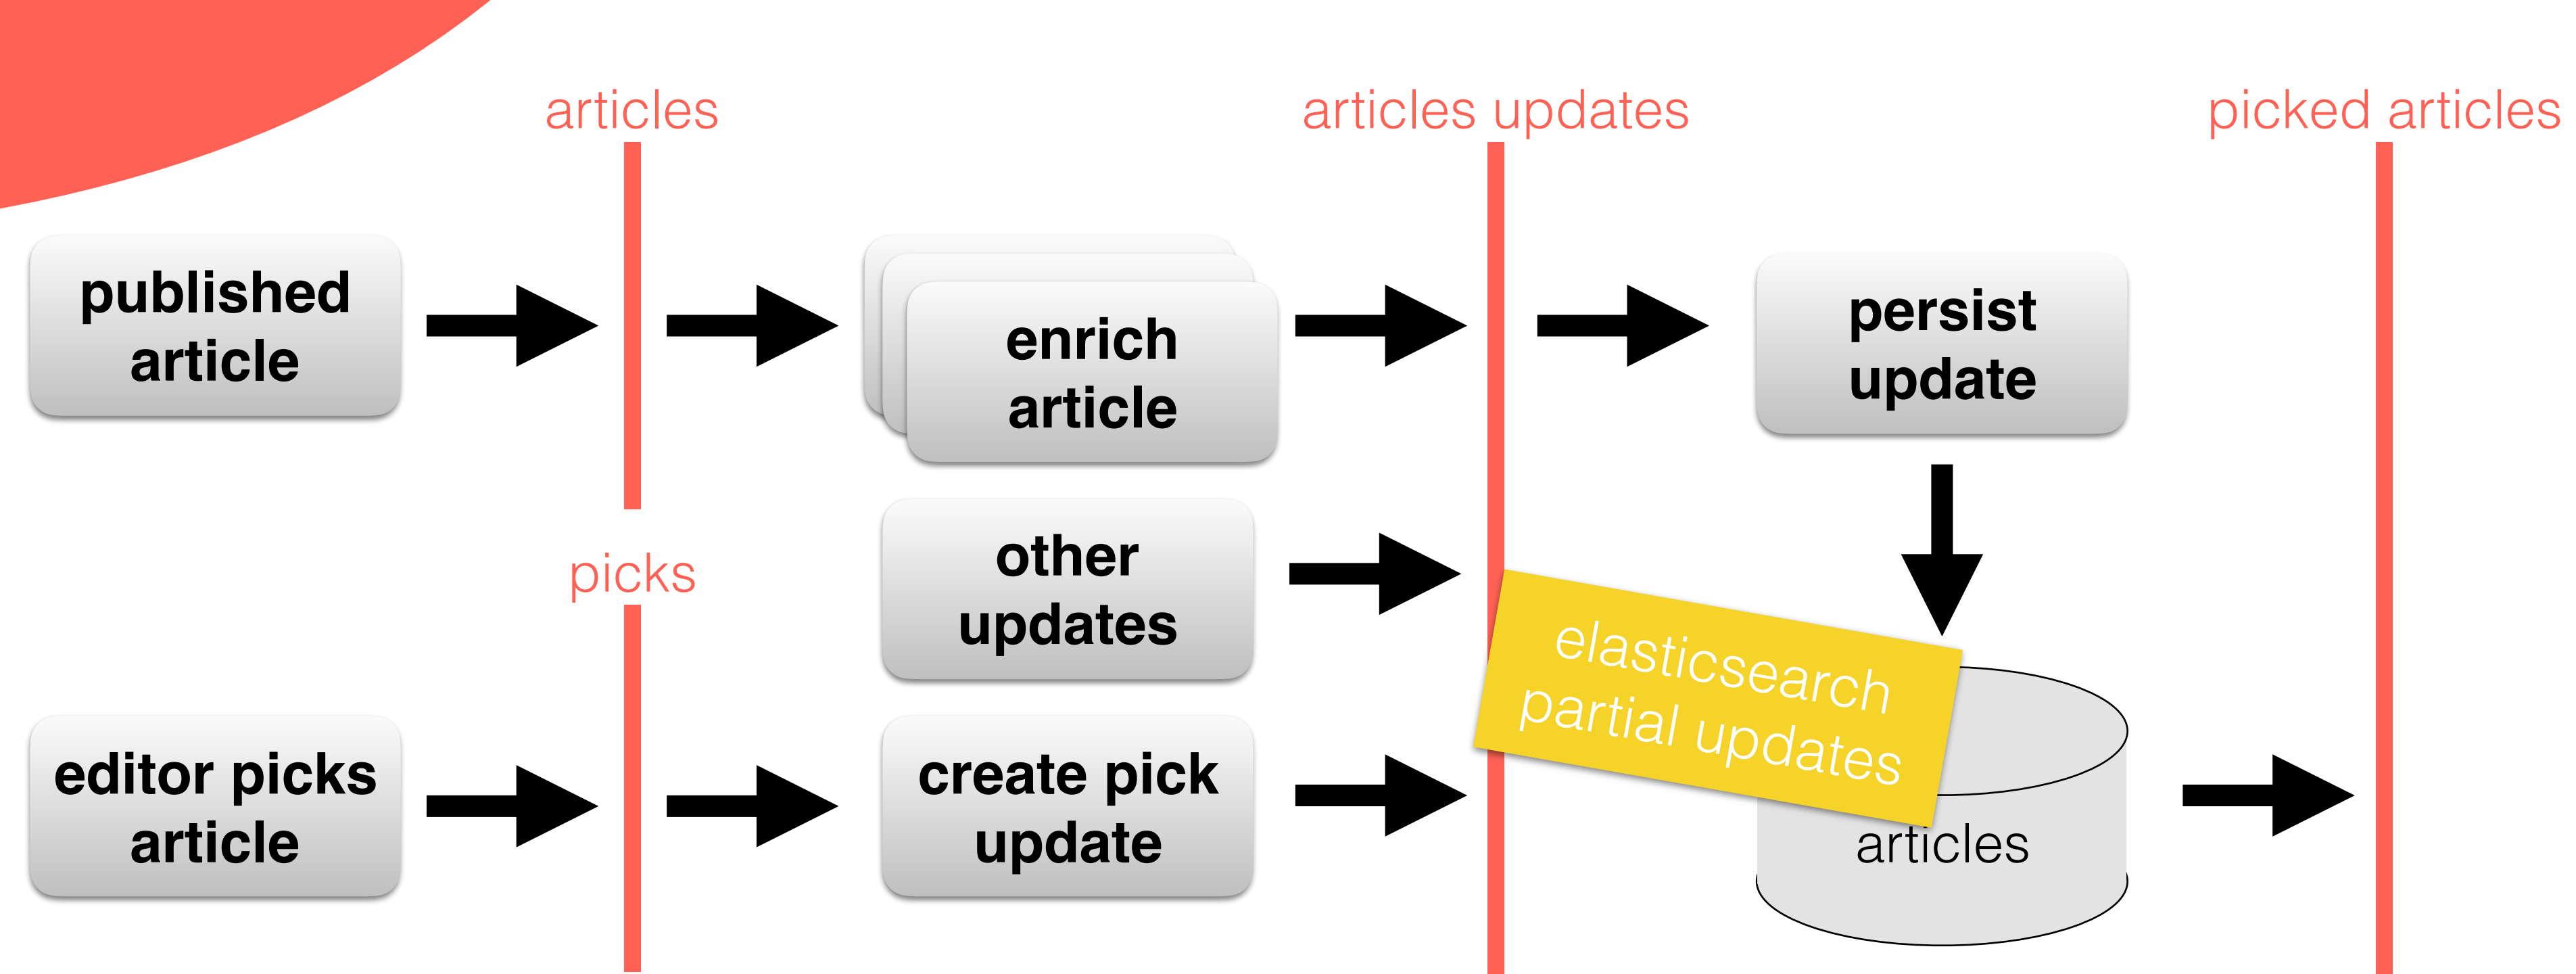 articles
articles updates
picked articles
published
article
enrich
article
persist
update
picks
other
updates
elasticsearch
partial updates
editor picks
article
create pick
update
articles